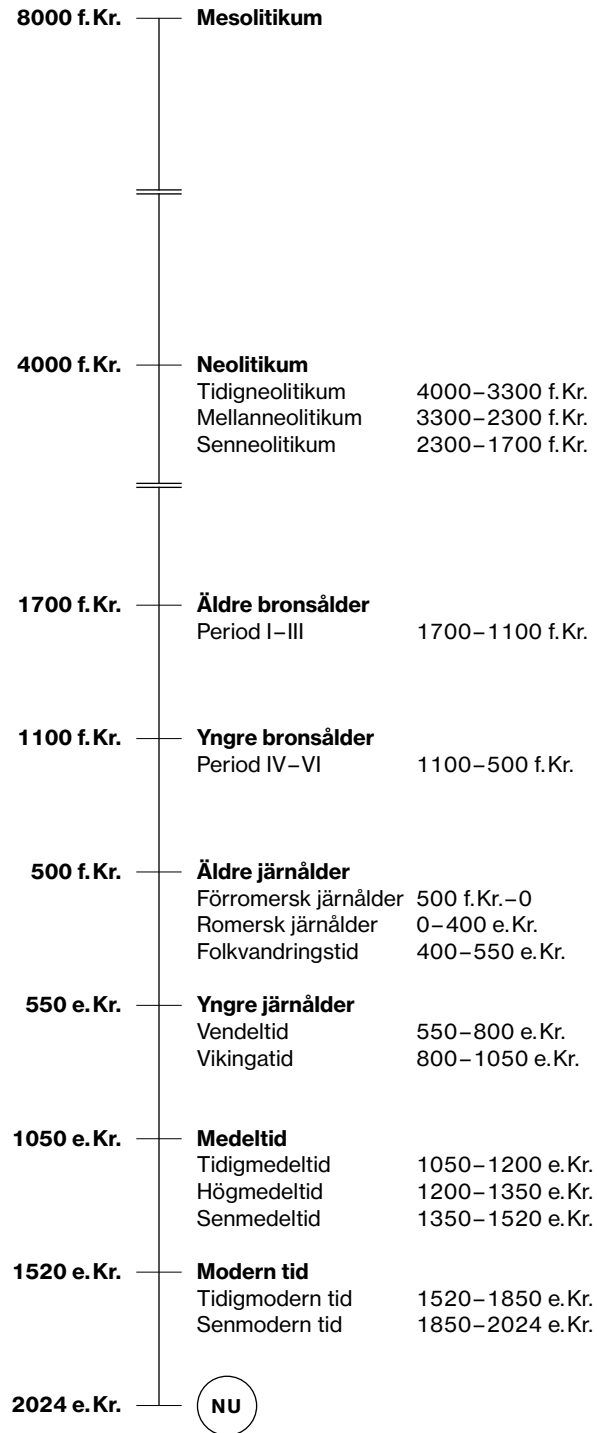 8000 f.Kr. Mesolitikum
4000 f.Kr. Neolitikum
Tidigneolitikum 4000–3300 f.Kr.
Mellanneolitikum 3300–2300 f.Kr.
Senneolitikum 2300–1700 f.Kr.
1700 f.Kr. Äldre bronsålder
Period I–III 1700–1100 f.Kr.
1100 f.Kr. Yngre bronsålder
Period IV–VI 1100–500 f.Kr.
500 f.Kr. Äldre järnålder
Förromersk järnålder 500 f.Kr.–0
Romersk järnålder 0–400 e.Kr.
Folkvandringstid 400–550 e.Kr.
550 e.Kr. Yngre järnålder
Vendeltid 550–800 e.Kr.
Vikingatid 800–1050 e.Kr.
1050 e.Kr. Medeltid
Tidigmedeltid 1050–1200 e.Kr.
Högmedeltid 1200–1350 e.Kr.
Senmedeltid 1350–1520 e.Kr.
1520 e.Kr. Modern tid
Tidigmodern tid 1520–1850 e.Kr.
Senmodern tid 1850–2024 e.Kr.
2024 e.Kr. NU